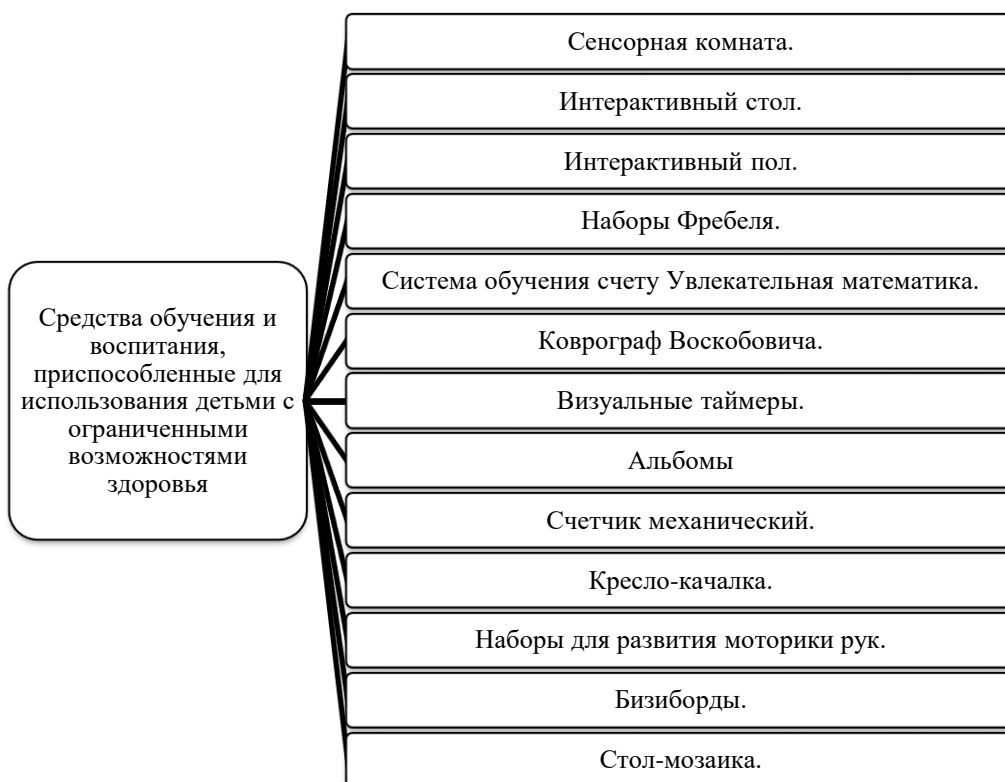 Средства обучения и
воспитания,
приспособленные для
использования детьми с
ограниченными
возможностями
здоровья
Сенсорная комната.
Интерактивный стол.
Интерактивный пол.
Наборы Фребеля.
Система обучения счету Увлекательная математика.
Коврограф Воскобовича.
Визуальные таймеры.
Альбомы
Счетчик механический.
Кресло-качалка.
Наборы для развития моторики рук.
Бизиборды.
Стол-мозаика.